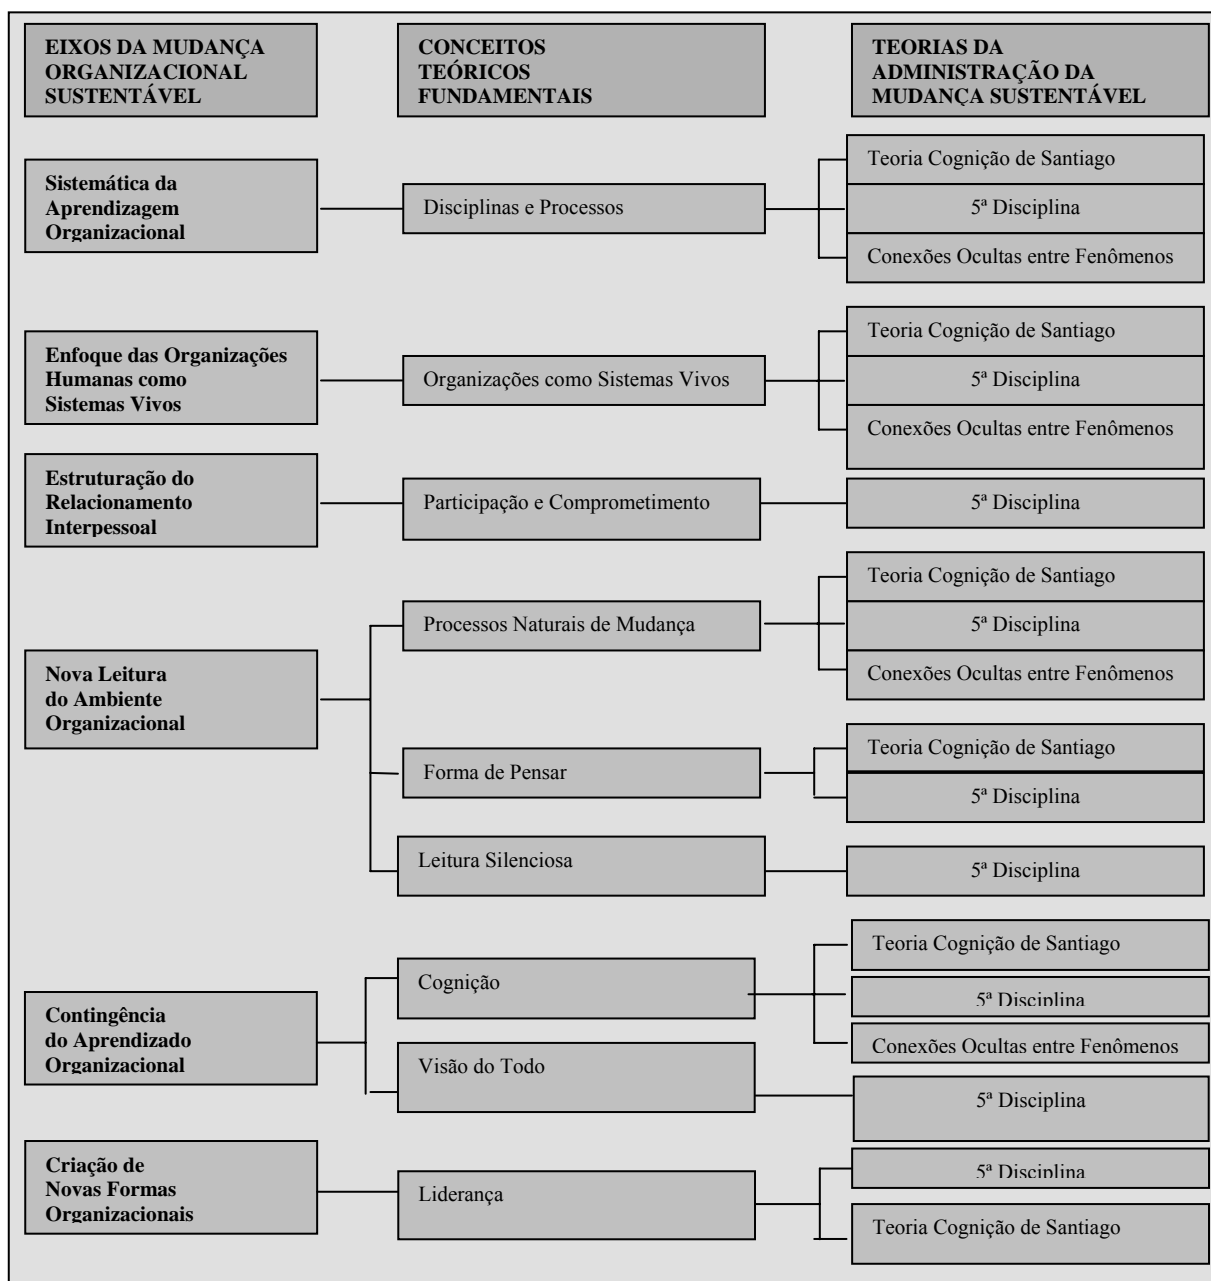 EIXOS DA MUDANÇA
ORGANIZACIONAL
SUSTENTÁVEL
CONCEITOS
TEÓRICOS
FUNDAMENTAIS
TEORIAS DA
ADMINISTRAÇÃO DA
MUDANÇA SUSTENTÁVEL
Sistemática da
Aprendizagem
Organizacional
Disciplinas e Processos
Teoria Cognição de Santiago
5ª Disciplina
Conexões Ocultas entre Fenômenos
Enfoque das Organizações
Humanas como
Sistemas Vivos
Organizações como Sistemas Vivos
Teoria Cognição de Santiago
5ª Disciplina
Conexões Ocultas entre Fenômenos
Estruturação do
Relacionamento
Interpessoal
Participação e Comprometimento
5ª Disciplina
Nova Leitura
do Ambiente
Organizacional
Processos Naturais de Mudança
Teoria Cognição de Santiago
5ª Disciplina
Conexões Ocultas entre Fenômenos
Forma de Pensar
Teoria Cognição de Santiago
5ª Disciplina
Leitura Silenciosa
5ª Disciplina
Contingência
do Aprendizado
Organizacional
Cognição
Teoria Cognição de Santiago
5ª Disciplina
Conexões Ocultas entre Fenômenos
Visão do Todo
5ª Disciplina
Criação de
Novas Formas
Organizacionais
Liderança
5ª Disciplina
Teoria Cognição de Santiago